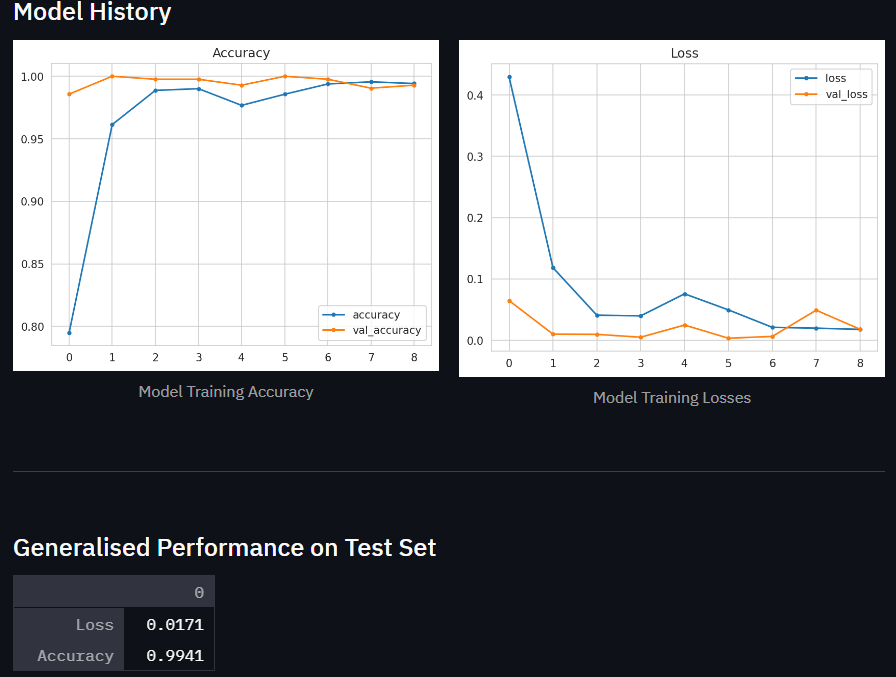 Model History
Accuracy
1.00
0.95
0.90
0.85
0.80
0 1 2 3 4 5 6 7 8
accuracy
val_accuracy
Model Training Accuracy
Loss
0.4
0.3
0.2
0.1
0.0
0 1 2 3 4 5 6 7 8
loss
val_loss
Model Training Losses
Generalised Performance on Test Set
0
Loss 0.0171
Accuracy 0.9941